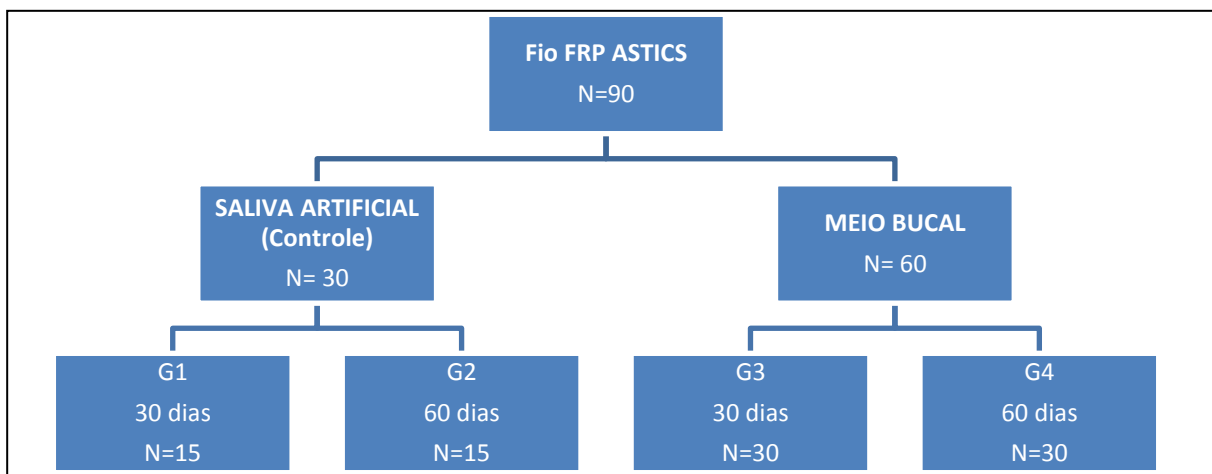 Fio FRP ASTICS
N=90
SALIVA ARTIFICIAL
(Controle)
N= 30
MEIO BUCAL
N= 60
G1
30 dias
N=15
G2
60 dias
N=15
G3
30 dias
N=30
G4
60 dias
N=30